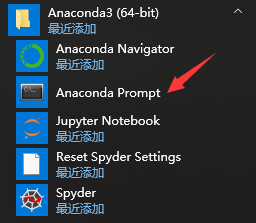 Anaconda3 (64-bit)
最近添加
Anaconda Navigator
最近添加
Anaconda Prompt
Jupyter Notebook
最近添加
Reset Spyder Settings
最近添加
Spyder
最近添加